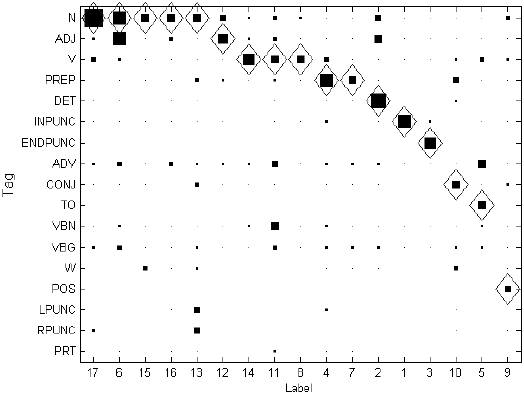 N
ADJ
V
PREP
DET
INPUNC
ENDPUNC
ADV
CONJ
TO
VBN
VBG
W
POS
LPUNC
RPUNC
PRT
Tag
17 6 15 16 13 12 14 11 8 4 7 2 1 3 10 5 9
Label